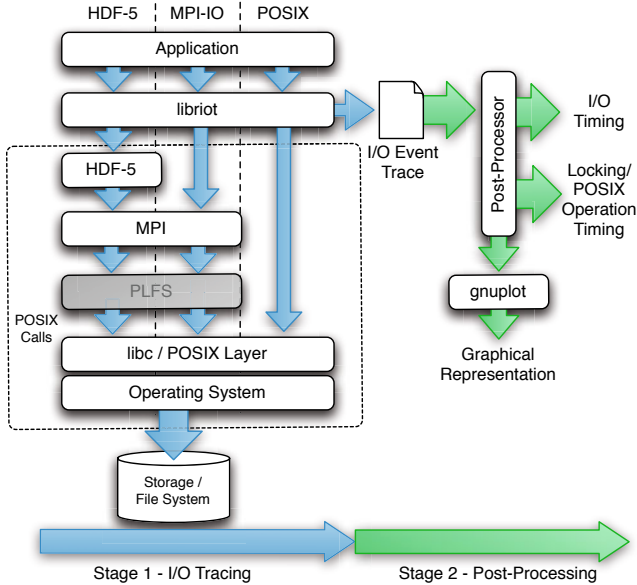 HDF-5 MPI-IO POSIX
Application
libriot
I/O Event
Trace
Post-Processor
I/O
Timing
Locking/
POSIX
Operation
Timing
HDF-5
MPI
PLFS
POSIX
Calls
libc / POSIX Layer
Operating System
gnuplot
Graphical
Representation
Storage /
File System
Stage 1 - I/O Tracing
Stage 2 - Post-Processing